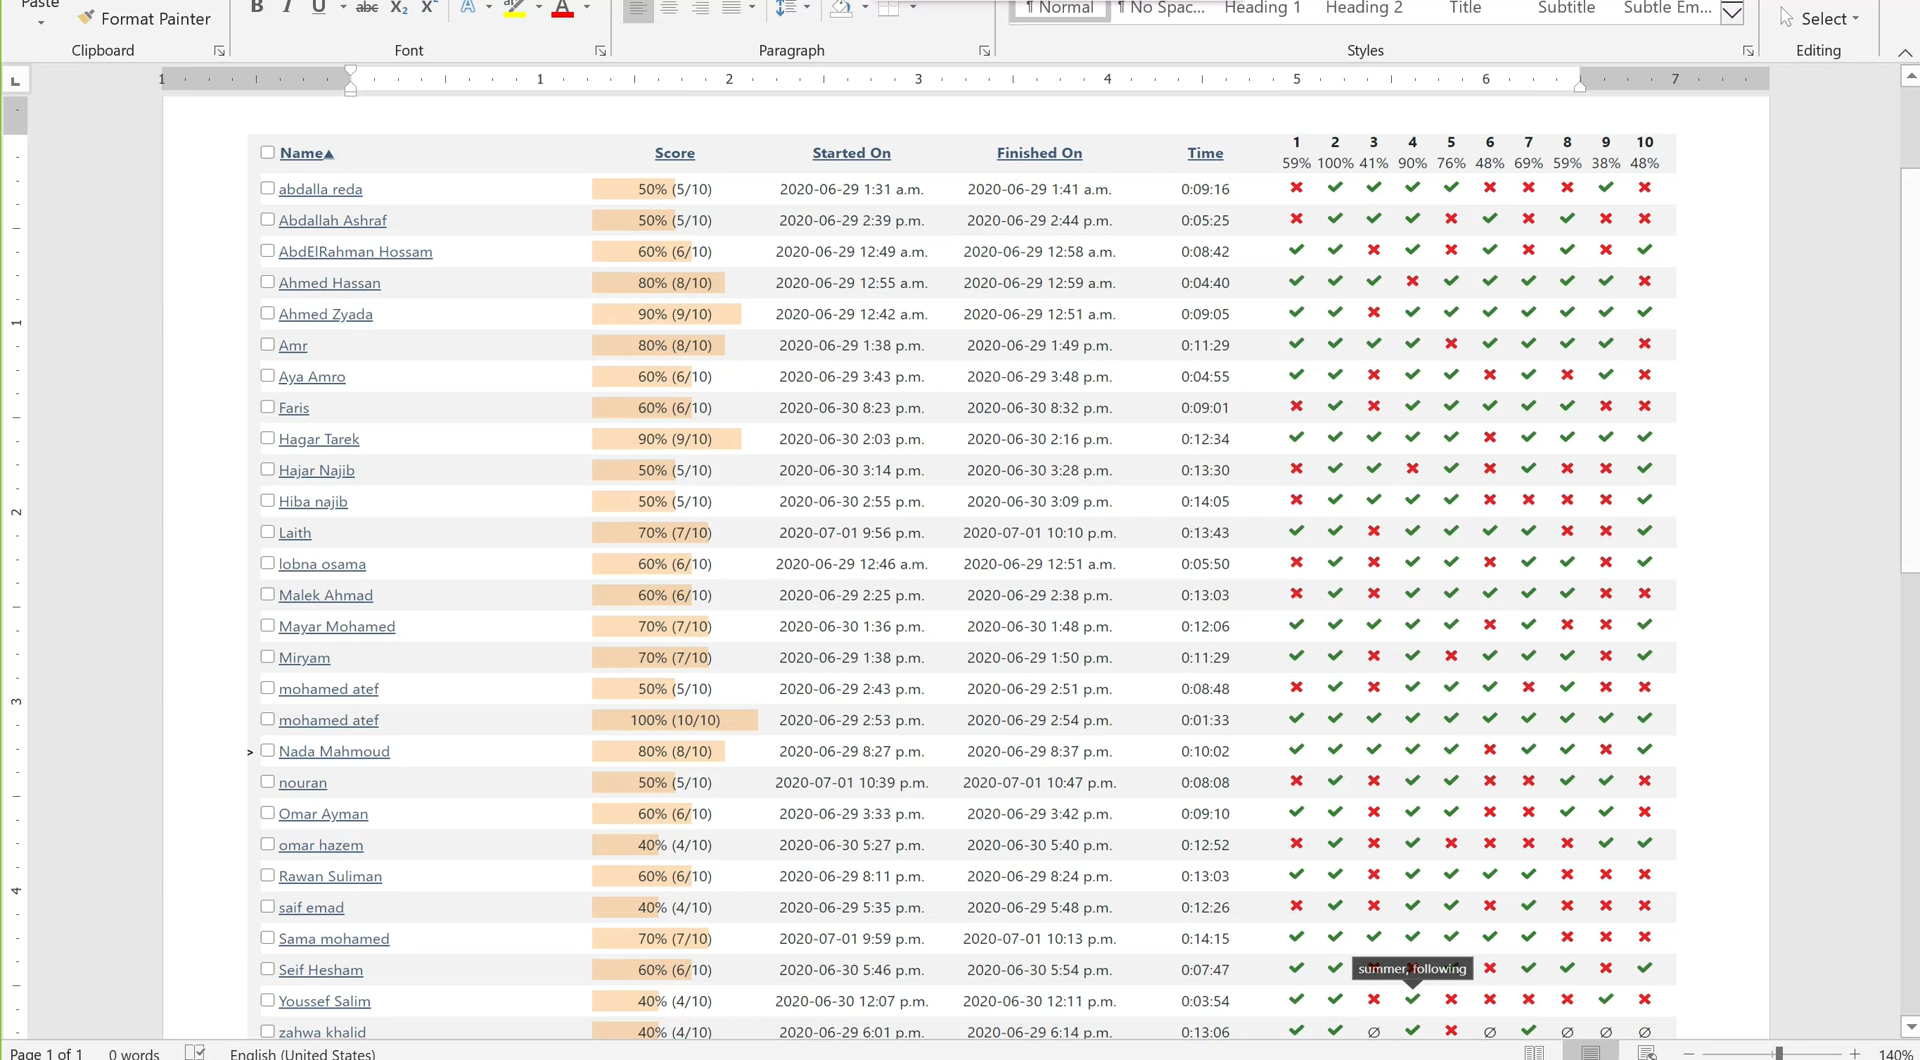 Paste
Format Painter
B I U abc X₂ X A A
¶ Normal ¶ No Spac... Heading 1 Heading 2 Title Subtitle Subtle Em...
Select
Clipboard Font Paragraph Styles Editing
1 1 2 3 4 5 6 7
1 2 3 4 5 6 7 8 9 10
Name▲ Score Started On Finished On Time
59% 100% 41% 90% 76% 48% 69% 59% 38% 48%
abdalla reda 50% (5/10) 2020-06-29 1:31 a.m. 2020-06-29 1:41 a.m. 0:09:16
Abdallah Ashraf 50% (5/10) 2020-06-29 2:39 p.m. 2020-06-29 2:44 p.m. 0:05:25
AbdElRahman Hossam 60% (6/10) 2020-06-29 12:49 a.m. 2020-06-29 12:58 a.m. 0:08:42
Ahmed Hassan 80% (8/10) 2020-06-29 12:55 a.m. 2020-06-29 12:59 a.m. 0:04:40
Ahmed Zyada 90% (9/10) 2020-06-29 12:42 a.m. 2020-06-29 12:51 a.m. 0:09:05
Amr 80% (8/10) 2020-06-29 1:38 p.m. 2020-06-29 1:49 p.m. 0:11:29
Aya Amro 60% (6/10) 2020-06-29 3:43 p.m. 2020-06-29 3:48 p.m. 0:04:55
Faris 60% (6/10) 2020-06-30 8:23 p.m. 2020-06-30 8:32 p.m. 0:09:01
Hagar Tarek 90% (9/10) 2020-06-30 2:03 p.m. 2020-06-30 2:16 p.m. 0:12:34
Hajar Najib 50% (5/10) 2020-06-30 3:14 p.m. 2020-06-30 3:28 p.m. 0:13:30
Hiba najib 50% (5/10) 2020-06-30 2:55 p.m. 2020-06-30 3:09 p.m. 0:14:05
Laith 70% (7/10) 2020-07-01 9:56 p.m. 2020-07-01 10:10 p.m. 0:13:43
lobna osama 60% (6/10) 2020-06-29 12:46 a.m. 2020-06-29 12:51 a.m. 0:05:50
Malek Ahmad 60% (6/10) 2020-06-29 2:25 p.m. 2020-06-29 2:38 p.m. 0:13:03
Mayar Mohamed 70% (7/10) 2020-06-30 1:36 p.m. 2020-06-30 1:48 p.m. 0:12:06
Miryam 70% (7/10) 2020-06-29 1:38 p.m. 2020-06-29 1:50 p.m. 0:11:29
mohamed atef 50% (5/10) 2020-06-29 2:43 p.m. 2020-06-29 2:51 p.m. 0:08:48
mohamed atef 100% (10/10) 2020-06-29 2:53 p.m. 2020-06-29 2:54 p.m. 0:01:33
> Nada Mahmoud 80% (8/10) 2020-06-29 8:27 p.m. 2020-06-29 8:37 p.m. 0:10:02
nouran 50% (5/10) 2020-07-01 10:39 p.m. 2020-07-01 10:47 p.m. 0:08:08
Omar Ayman 60% (6/10) 2020-06-29 3:33 p.m. 2020-06-29 3:42 p.m. 0:09:10
omar hazem 40% (4/10) 2020-06-30 5:27 p.m. 2020-06-30 5:40 p.m. 0:12:52
Rawan Suliman 60% (6/10) 2020-06-29 8:11 p.m. 2020-06-29 8:24 p.m. 0:13:03
saif emad 40% (4/10) 2020-06-29 5:35 p.m. 2020-06-29 5:48 p.m. 0:12:26
Sama mohamed 70% (7/10) 2020-07-01 9:59 p.m. 2020-07-01 10:13 p.m. 0:14:15
Seif Hesham 60% (6/10) 2020-06-30 5:46 p.m. 2020-06-30 5:54 p.m. 0:07:47 summer, following
Youssef Salim 40% (4/10) 2020-06-30 12:07 p.m. 2020-06-30 12:11 p.m. 0:03:54
zahwa khalid 40% (4/10) 2020-06-29 6:01 p.m. 2020-06-29 6:14 p.m. 0:13:06
1
2
3
4
Page 1 of 1 0 words English (United States) 140%